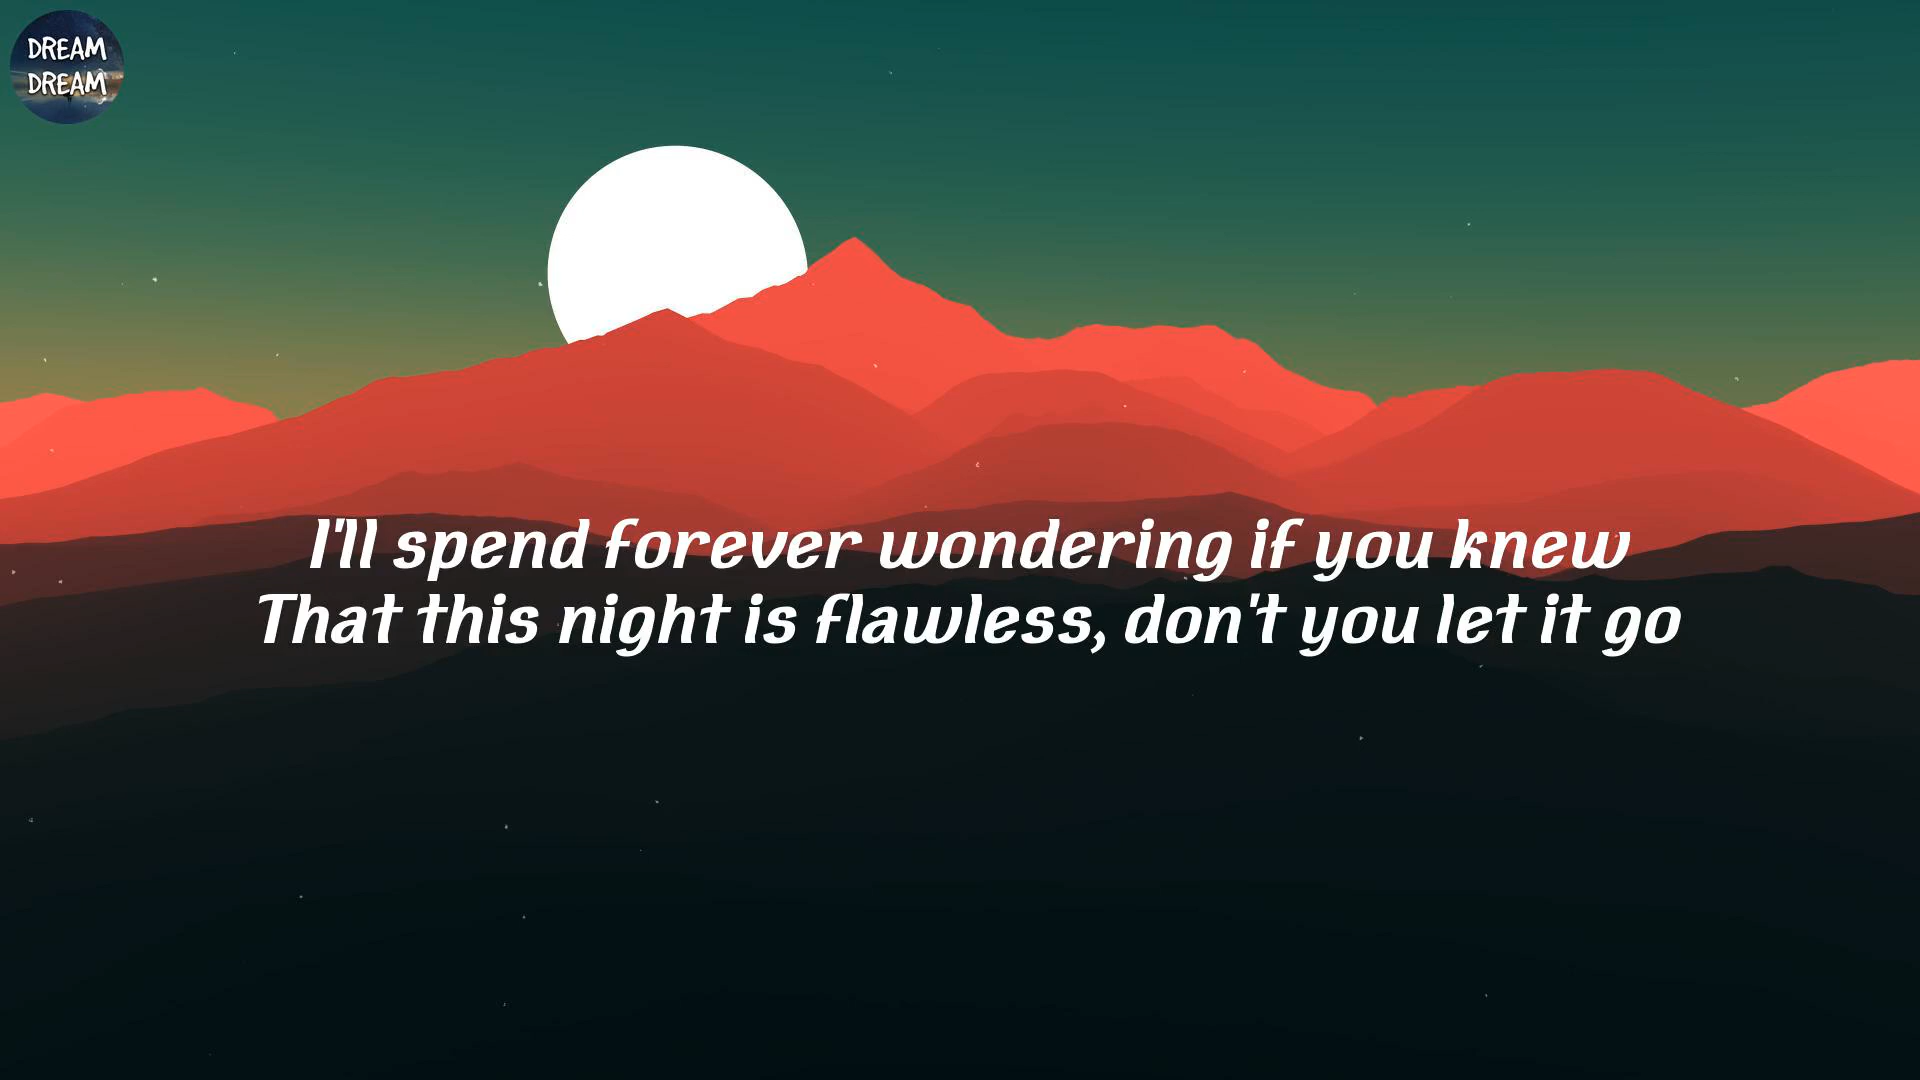 DREAM
DREAM
I'll spend forever wondering if you knew
That this night is flawless, don't you let it go